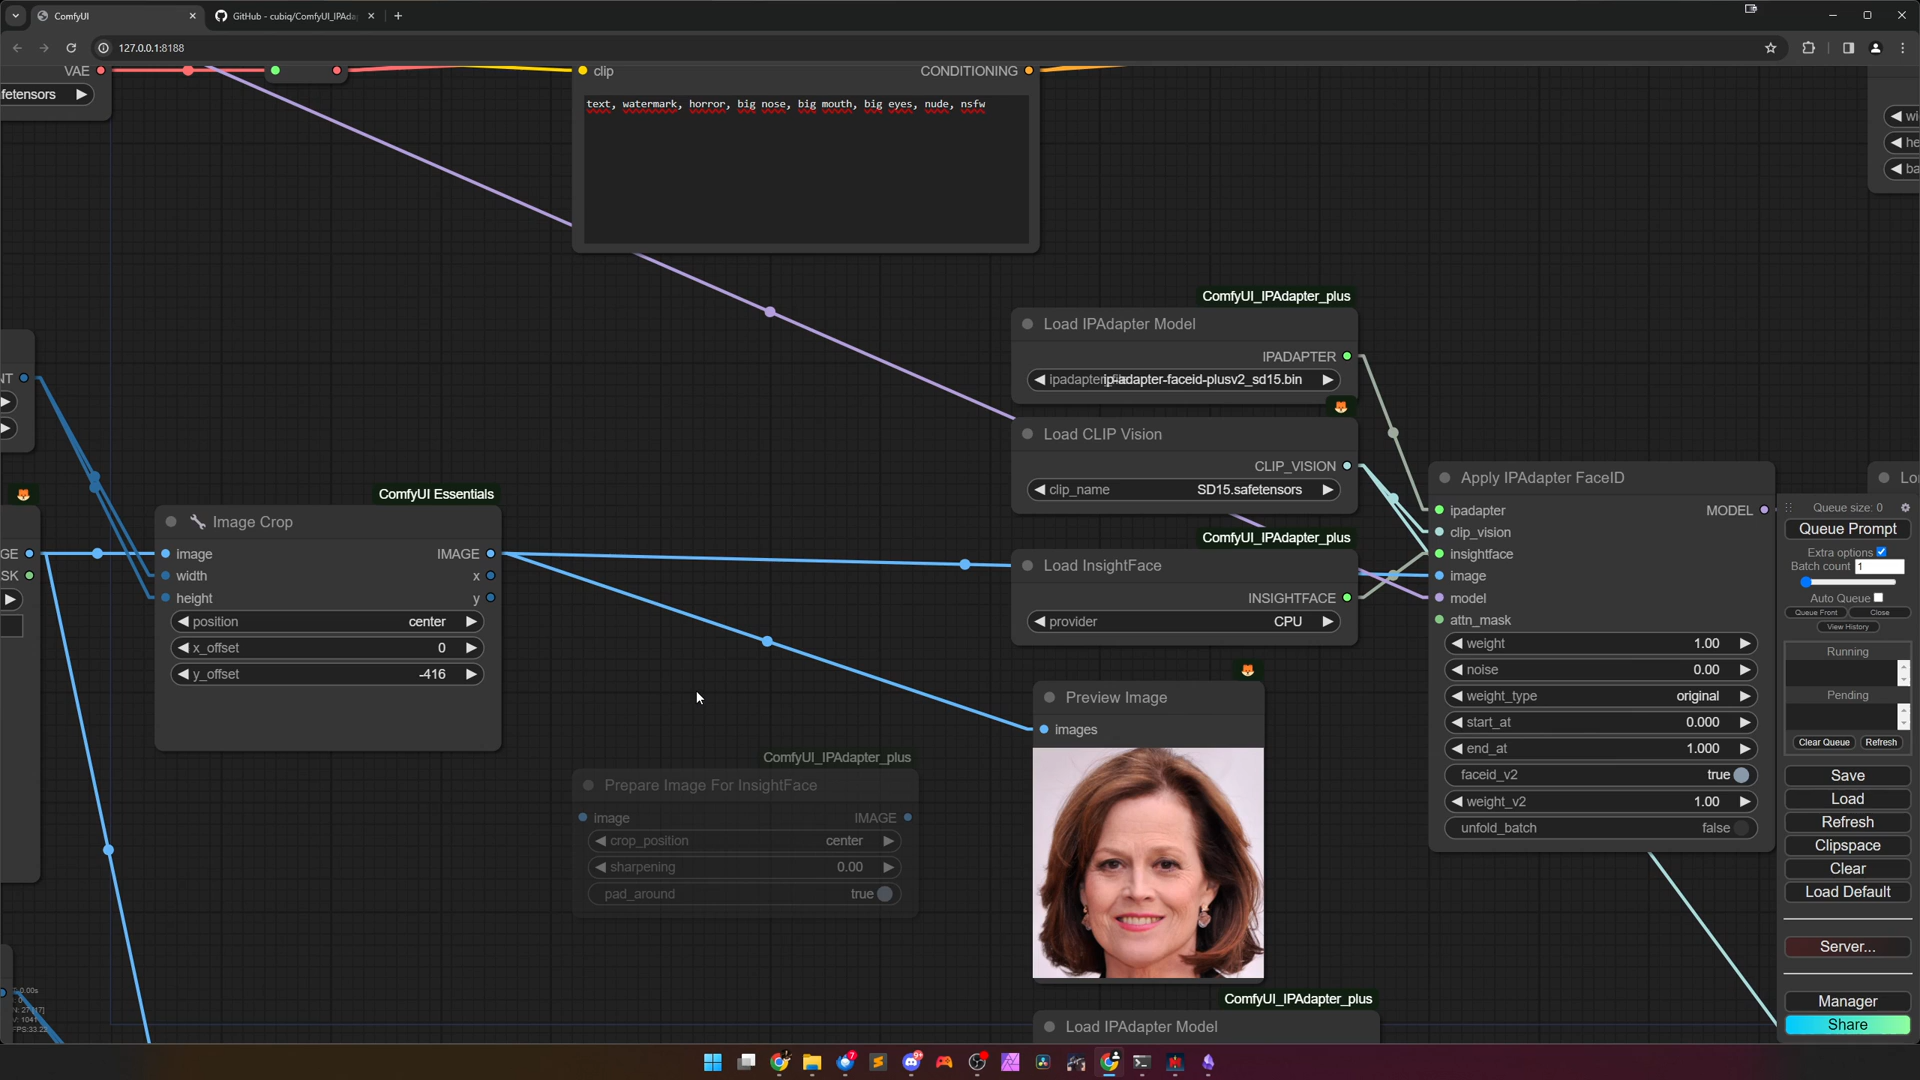 ComfyUI
GitHub - cubiq/ComfyUI_IPAda
127.0.0.1:8188
VAE
fetensors
clip
CONDITIONING
text, watermark, horror, big nose, big mouth, big eyes, nude, nsfw
ComfyUI_IPAdapter_plus
Load IPAdapter Model
IPADAPTER
ip-adapter-faceid-plusv2_sd15.bin
Load CLIP Vision
CLIP_VISION
clip_name
SD15.safetensors
ComfyUI_IPAdapter_plus
Load InsightFace
INSIGHTFACE
provider
CPU
ComfyUI Essentials
Image Crop
image
IMAGE
width
x
height
y
position
center
x_offset
0
y_offset
-416
ComfyUI_IPAdapter_plus
Prepare Image For InsightFace
image
IMAGE
crop_position
center
sharpening
0.00
pad_around
true
Preview Image
images
ComfyUI_IPAdapter_plus
Load IPAdapter Model
Apply IPAdapter FaceID
ipadapter
MODEL
clip_vision
insightface
image
model
attn_mask
weight
1.00
noise
0.00
weight_type
original
start_at
0.000
end_at
1.000
faceid_v2
true
weight_v2
1.00
unfold_batch
false
Queue size: 0
Queue Prompt
Extra options
Batch count
1
Auto Queue
Queue Front
Close
View History
Running
Pending
Clear Queue
Refresh
Save
Load
Refresh
Clipspace
Clear
Load Default
Server...
Manager
Share